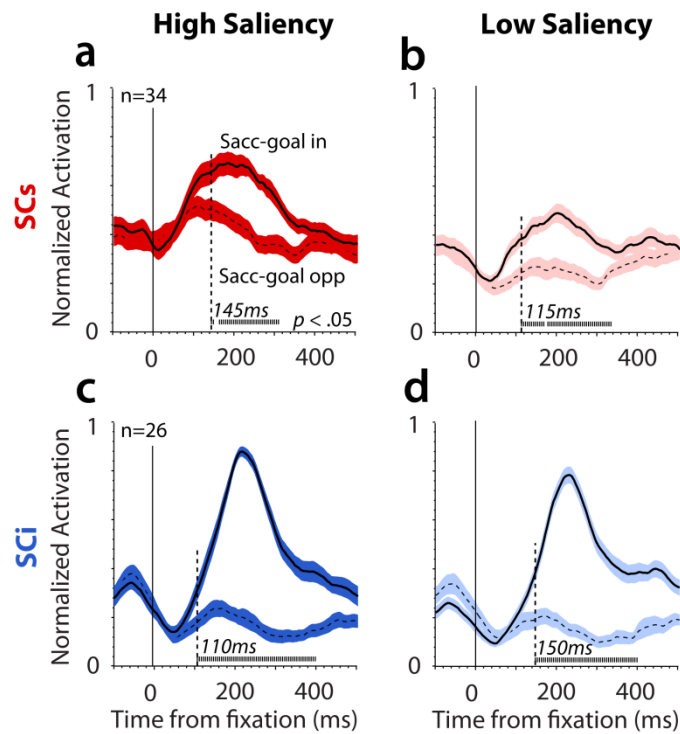 High Saliency
Low Saliency
a
b
SCs
Normalized Activation
1
0
n=34
Sacc-goal in
Sacc-goal opp
145ms
p < .05
0
200
400
1
0
115ms
0
200
400
c
d
SCi
Normalized Activation
1
0
n=26
110ms
0
200
400
Time from fixation (ms)
1
0
150ms
0
200
400
Time from fixation (ms)